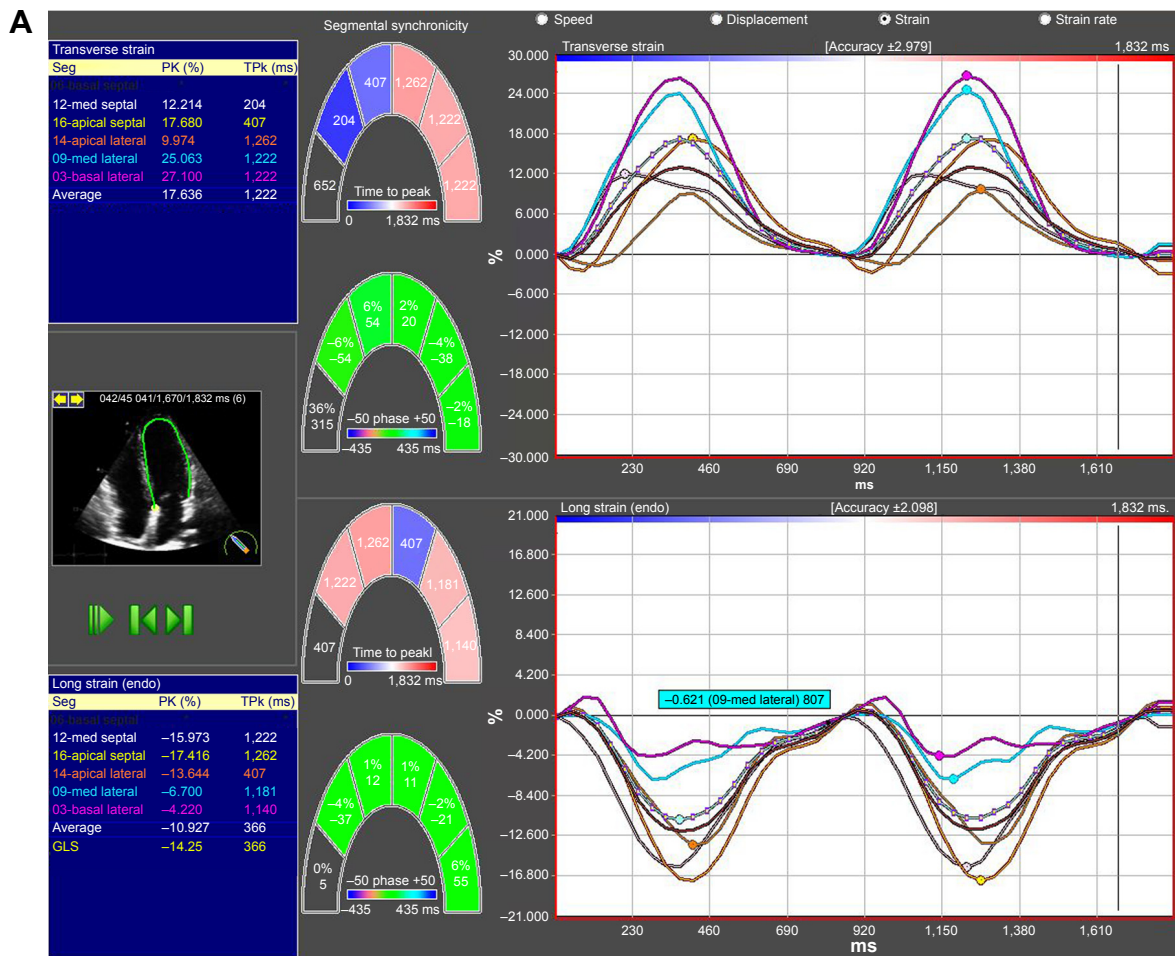 A
Segmental synchronicity
Speed
Displacement
Strain
Strain rate
Transverse strain
Seg PK (%) TPk (ms)
06-basal septal * *
12-med septal 12.214 204
16-apical septal 17.680 407
14-apical lateral 9.974 1,262
09-med lateral 25.063 1,222
03-basal lateral 27.100 1,222
Average 17.636 1,222
407 1,262
204 1,222
652 1,222
Time to peak
0 1,832 ms
Transverse strain [Accuracy ±2.979] 1,832 ms
30.000
24.000
18.000
12.000
6.000
0.000
–6.000
–12.000
–18.000
–24.000
–30.000
%
230 460 690 920 1,150 1,380 1,610
ms
6% 2%
54 20
–6% –4%
–54 –38
36% –2%
315 –18
–50 phase +50
–435 435 ms
042/45 041/1,670/1,832 ms (6)
1,262 407
1,222 1,181
407 1,140
Time to peakl
0 1,832 ms
Long strain (endo) [Accuracy ±2.098] 1,832 ms.
21.000
16.800
12.600
8.400
4.200
0.000
–4.200
–8.400
–12.600
–16.800
–21.000
%
–0.621 (09-med lateral) 807
230 460 690 920 1,150 1,380 1,610
ms
Long strain (endo)
Seg PK (%) TPk (ms)
06-basal septal * *
12-med septal –15.973 1,222
16-apical septal –17.416 1,262
14-apical lateral –13.644 407
09-med lateral –6.700 1,181
03-basal lateral –4.220 1,140
Average –10.927 366
GLS –14.25 366
1% 1%
12 11
–4% –2%
–37 –21
0% 6%
5 55
–50 phase +50
–435 435 ms